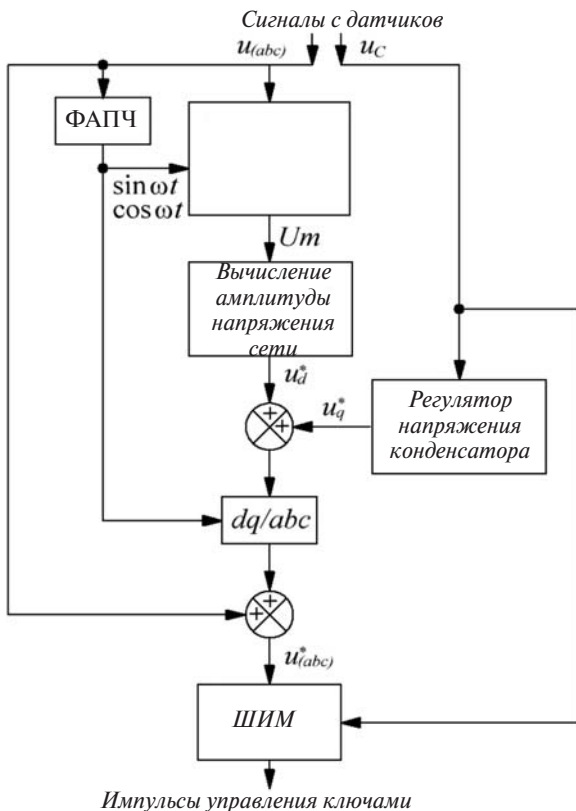 Сигналы с датчиков
u(abc)
uC
ФАПЧ
sin ωt
cos ωt
Um
Вычисление
амплитуды
напряжения
сети
u*d
u*q
Регулятор
напряжения
конденсатора
+
+
dq/abc
+
+
u*(abc)
ШИМ
Импульсы управления ключами